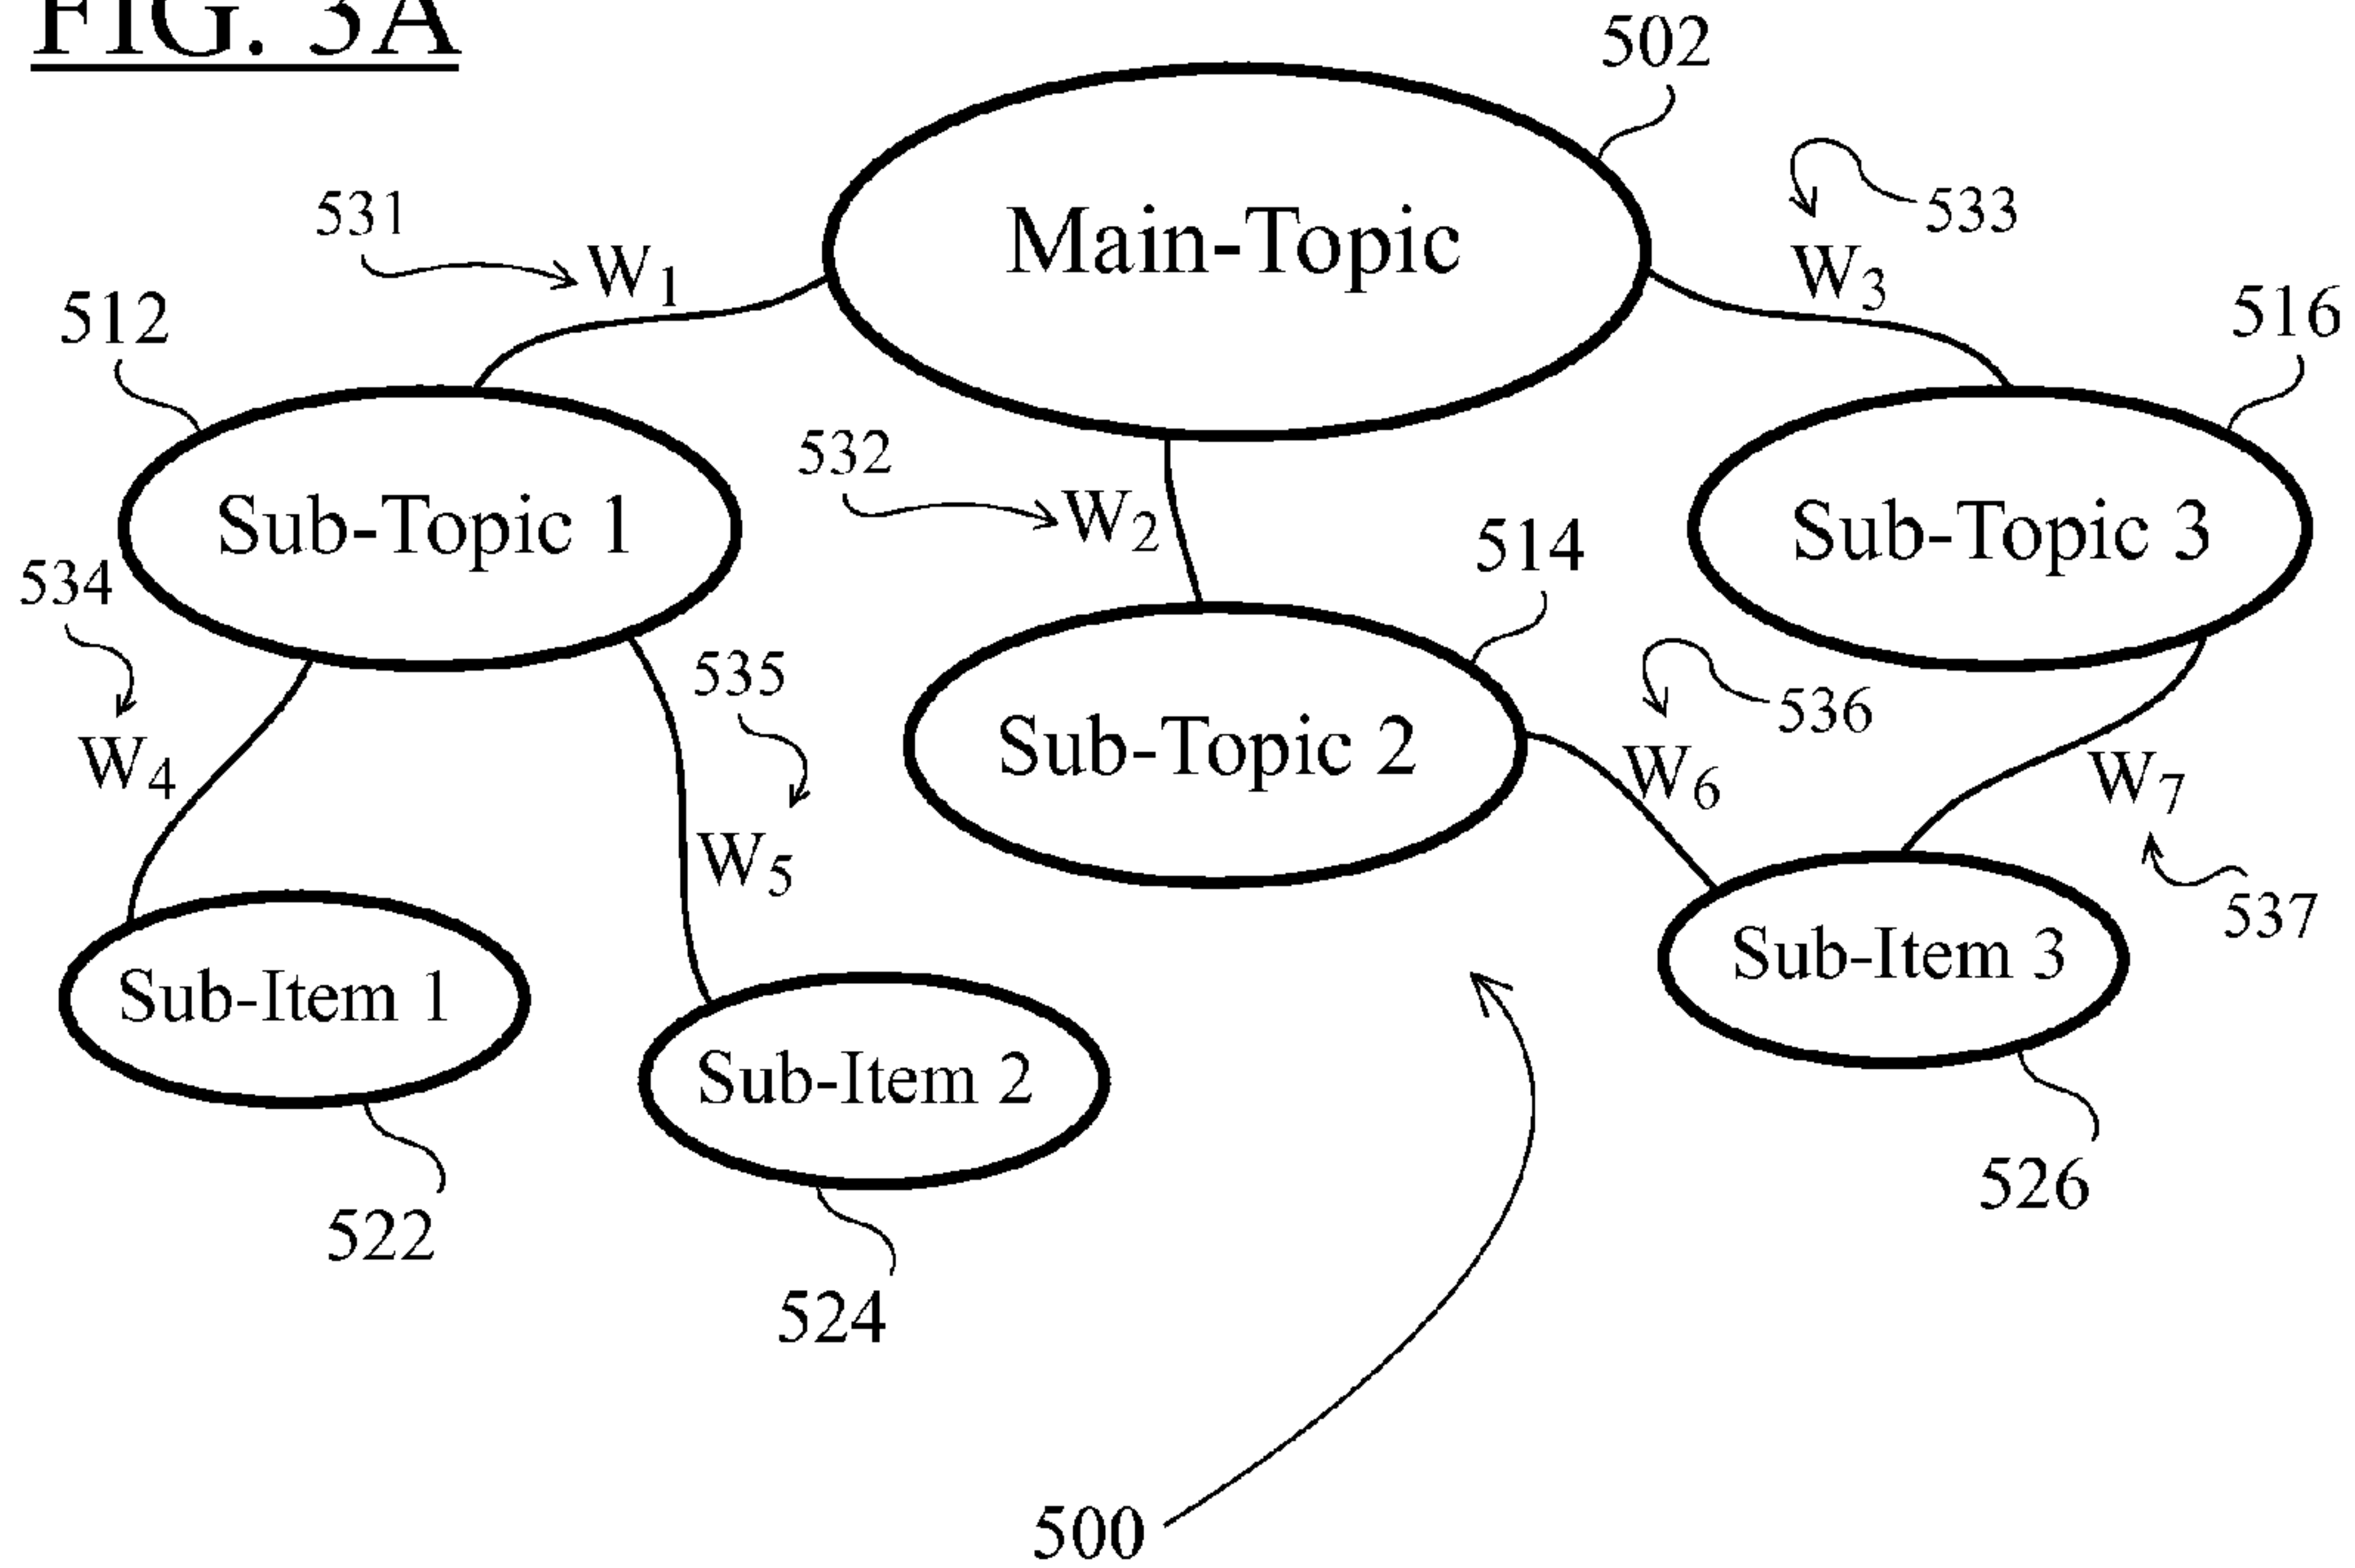 FIG.
502
533
531
Main-Topic
W1
W3
512
516
532
W2
Sub-Topic 1
Sub-Topic 3
514
534
535
536
W4
Sub-Topic 2
W6
W7
W5
537
Sub-Item 1
Sub-Item 3
Sub-Item 2
526
522
524
500